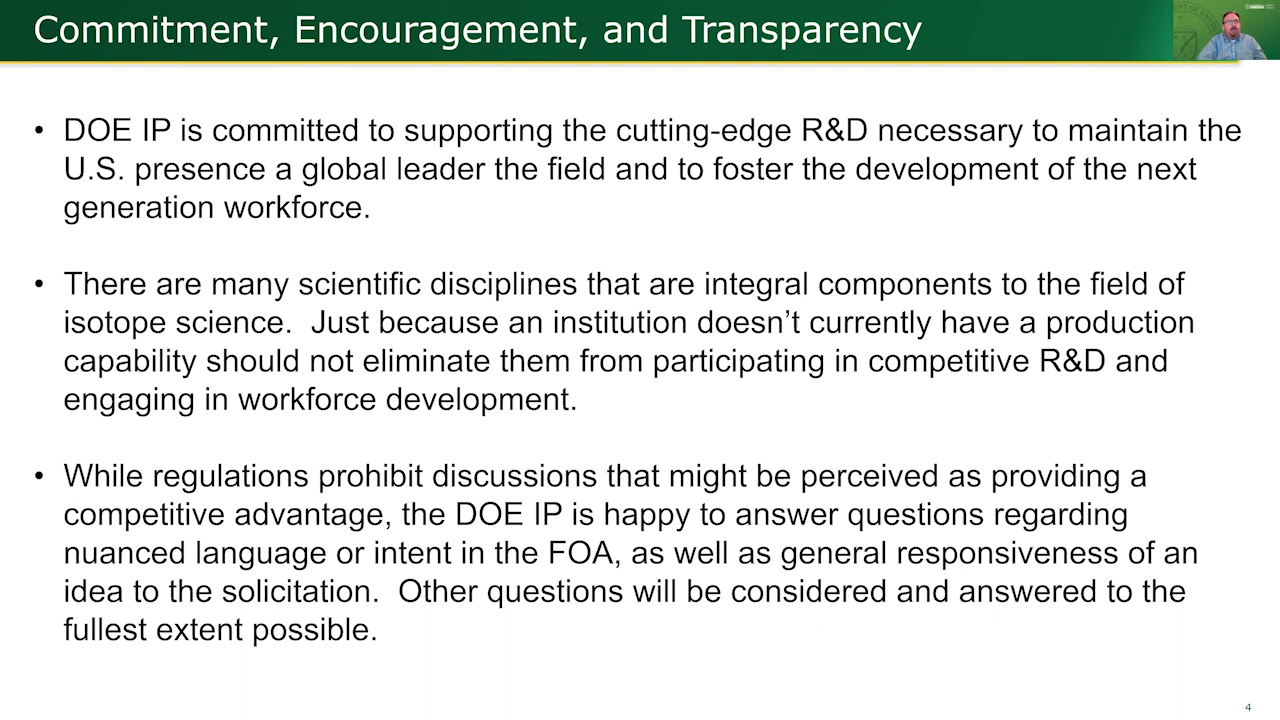 Commitment, Encouragement, and Transparency
ENERGY
• DOE IP is committed to supporting the cutting-edge R&D necessary to maintain the
U.S. presence a global leader the field and to foster the development of the next
generation workforce.
• There are many scientific disciplines that are integral components to the field of
isotope science.  Just because an institution doesn’t currently have a production
capability should not eliminate them from participating in competitive R&D and
engaging in workforce development.
• While regulations prohibit discussions that might be perceived as providing a
competitive advantage, the DOE IP is happy to answer questions regarding
nuanced language or intent in the FOA, as well as general responsiveness of an
idea to the solicitation.  Other questions will be considered and answered to the
fullest extent possible.
4